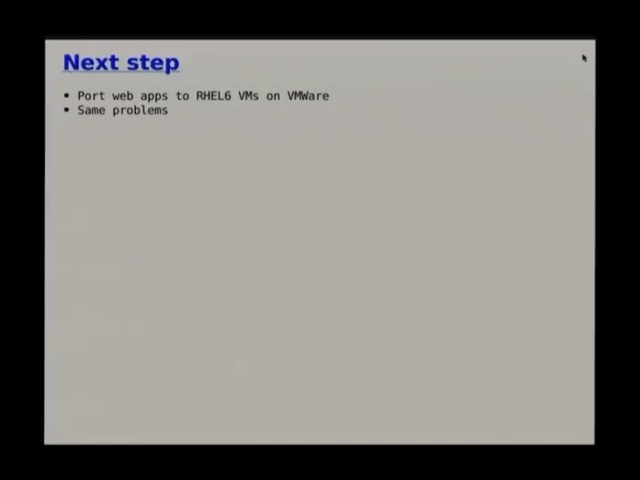 Next step
• Port web apps to RHEL6 VMs on VMWare
• Same problems